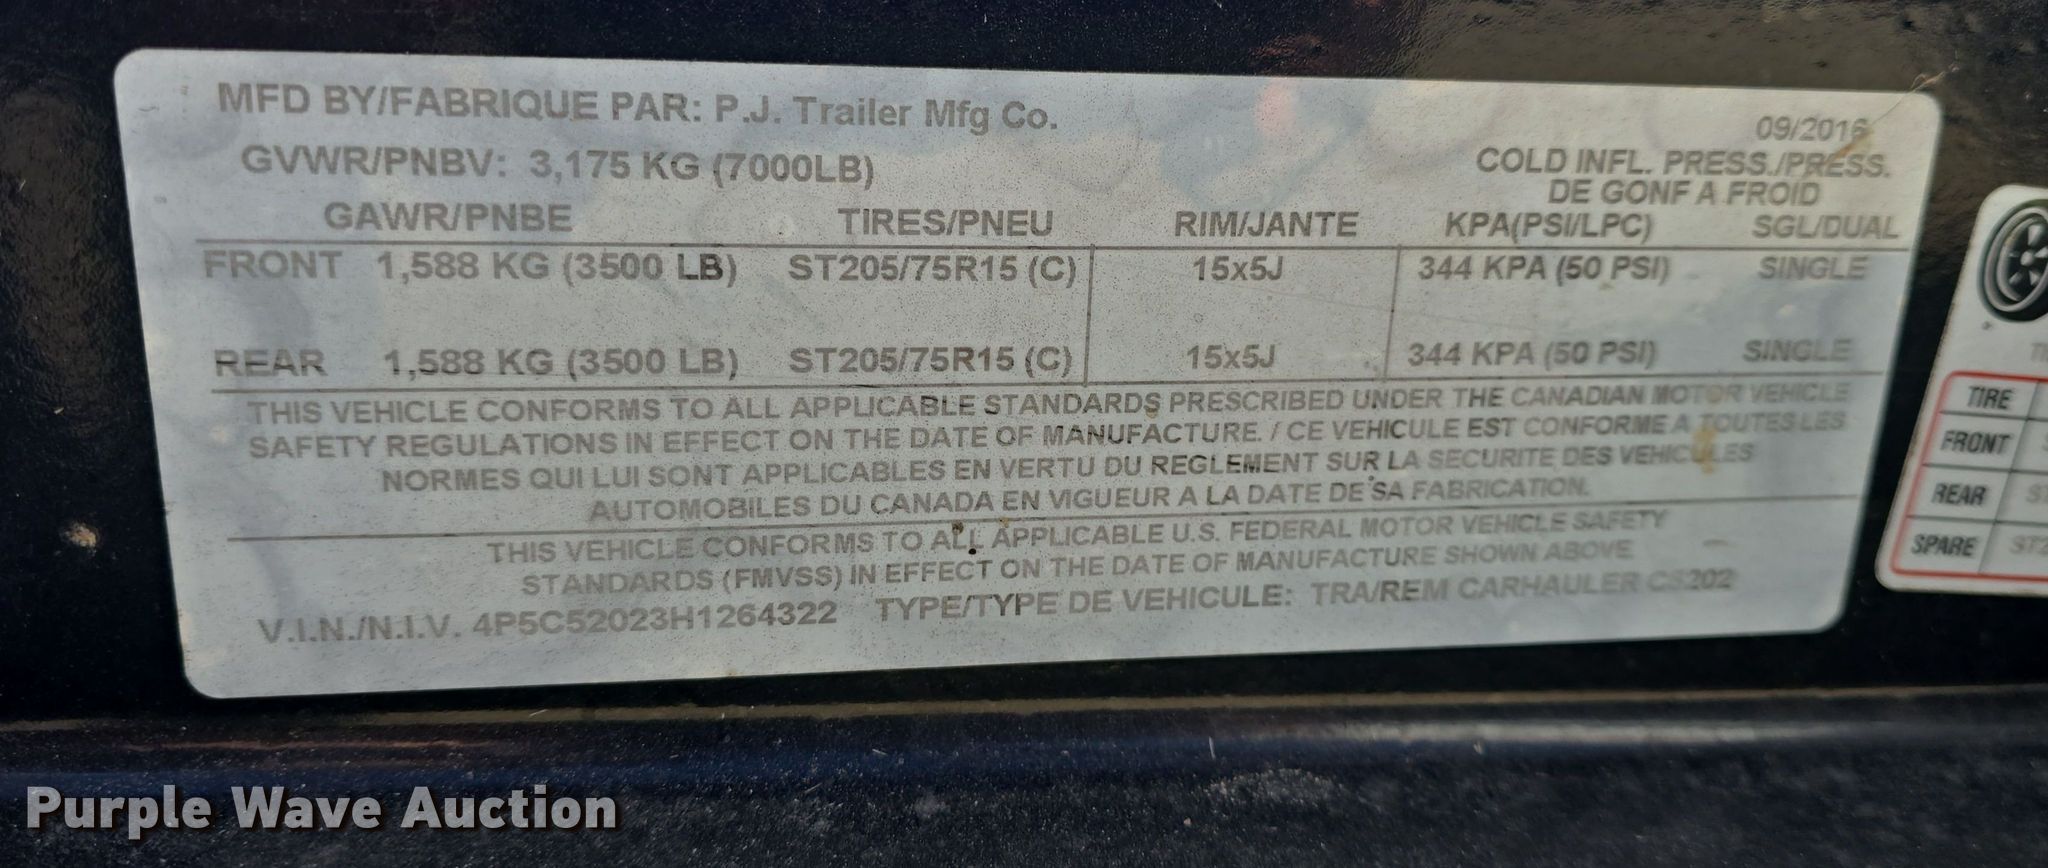 MFD BY/FABRIQUE PAR: P.J. Trailer Mfg Co.
09/2016
GVWR/PNBV: 3,175 KG (7000LB)
COLD INFL. PRESS./PRESS.
DE GONF A FROID
GAWR/PNBE TIRES/PNEU RIM/JANTE KPA(PSI/LPC) SGL/DUAL
FRONT 1,588 KG (3500 LB) ST205/75R15 (C) 15x5J 344 KPA (50 PSI) SINGLE
REAR 1,588 KG (3500 LB) ST205/75R15 (C) 15x5J 344 KPA (50 PSI) SINGLE
THIS VEHICLE CONFORMS TO ALL APPLICABLE STANDARDS PRESCRIBED UNDER THE CANADIAN MOTOR VEHICLE
SAFETY REGULATIONS IN EFFECT ON THE DATE OF MANUFACTURE. / CE VEHICULE EST CONFORME A TOUTES LES
NORMES QUI LUI SONT APPLICABLES EN VERTU DU REGLEMENT SUR LA SECURITE DES VEHICULES
AUTOMOBILES DU CANADA EN VIGUEUR A LA DATE DE SA FABRICATION.
THIS VEHICLE CONFORMS TO ALL APPLICABLE U.S. FEDERAL MOTOR VEHICLE SAFETY
STANDARDS (FMVSS) IN EFFECT ON THE DATE OF MANUFACTURE SHOWN ABOVE
V.I.N./N.I.V. 4P5C52023H1264322 TYPE/TYPE DE VEHICULE: TRA/REM CARHAULER CS202
TIRE
FRONT
REAR
SPARE
Purple Wave Auction